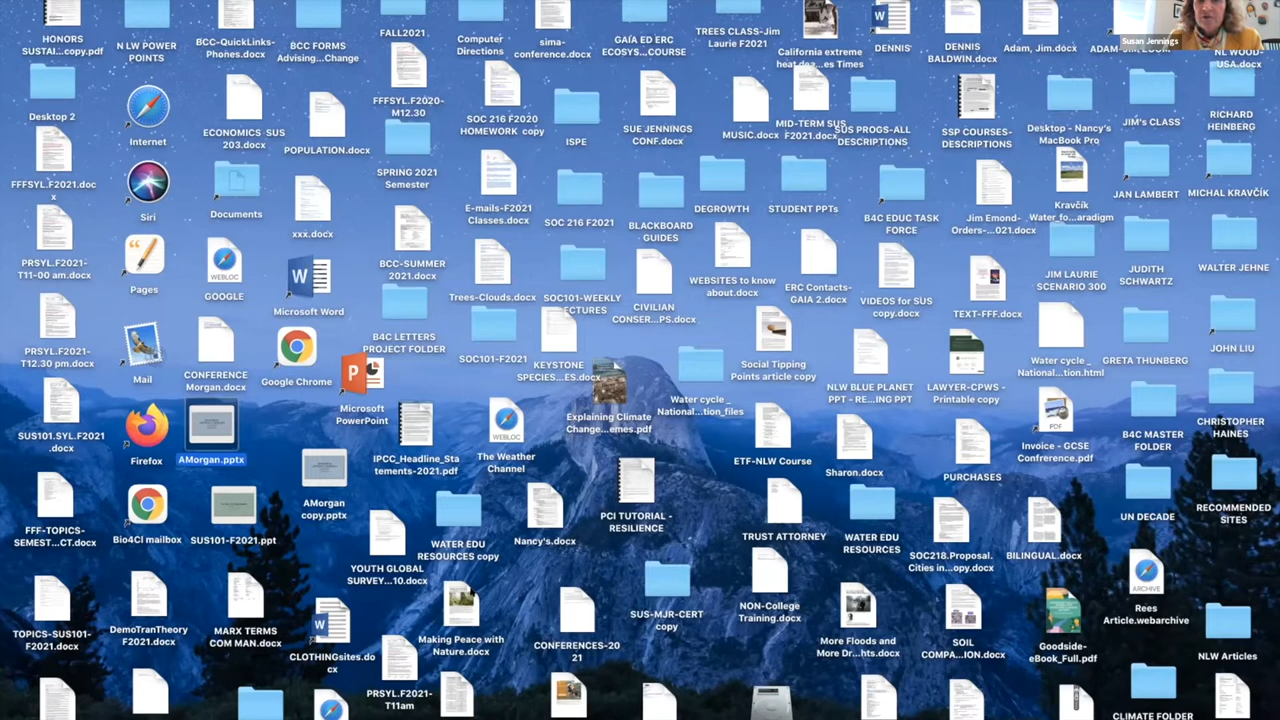 HONORS
SUSTAI...copy.pdf
NLW POWER
POINTS
BCC-QuickLinks-
Photos.docx
BCC FORMS
Advising...Change
FALL2021
Computer
Directions
sima-
conference.docx
GAÍA ED ERC
ECOSYS...COURSE
TREES CLASS-Jim
Laurie F2021
California extreme
heat dea...es Times
DENNIS
DENNIS
BALDWIN.docx
Adam, Jim.docx
Susan Jennings
NL WOOD-
USA.docx
Desktop 2
Internet
ECONOMICS SUS
203.docx
POPULATION.docx
FFFSYL.F2020
M12.30
SOC 216 F2020
HOMEWORK copy
IPE
SUE JENNINGS
CONF.docx
MUSIC.docx
MID-TERM SUS
F2021.docx
SUS PROGS-ALL
DESCRIPTIONS
SSP COURSES-
DESCRIPTIONS
Desktop - Nancy's
MacBook Pro
JIM's CLASS
RICHARD
HEINBERG
FFFSYL.F2021.doc
x
Siri
Documents
xxx.docx
SPRING 2021
Semester
E-mails-F2021
Classes.docx
SOC 216 F2021
BLACKBOARD
GUIDES
DEGROWTH
STUDENT PPTs
B4C EDUC TASK
FORCE
Jim Emond-
Orders-...021.docx
Kravčík
Water_fo...aradigm
JAN LAMBERT
MICHAL KRAVČÍK
PRSYL.F2021-
T11-00 am.docx
Pages
WEBLOC
GOOGLE
Microsoft Word
BCC-SUMMER
2021.docx
Trees-Clouds.docx
SOC101-WEEKLY
LECTURES
CIVILIAN
CONSER...PS.docx
WEBSITES to know
about.docx
ERC Contacts-
GAIA 2.docx
VIDEOS for SUS
copy.docx
TEXT-FFF.docx
JIM LAURIE
SCENARIO 300
JUDITH
SCHWARTZ
WALTER JEHNE
PRSYL.F2021-
T12.30 pm.docx
Mail
CONFERENCE
Morgan.docx
Google Chrome
B4C LETTERS
PROJECT FOLDER
Microsoft
PowerPoint
SOC101-F2021
KEYSTONE
SPECIES...ES.docx
Explaining Climate
Change...emes.pdf
Water cycle _
National...tion_files
Social Tipping
Points article copy
NLW BLUE PLANET
PPT - RE...ING PPT
LAWYER-CPWS -
Printable copy
Water cycle _
National...tion.html
GRETA THUNBERG
JOHN LIU
SUS101.SYL-F2021
.docx
Firefox
AMorgan.pptx
AMorgan
copy.pptx
IPCC_Headline_Sta
tements-2021.pdf
WEBLOC
The Weather
Channel
ETF-NLW Course
Sharon.docx
PURCHASES
PDF
Invoice - GCSE
Confrerence.pdf
B4C MASTER
FOLDER
CHRISTOPHER
HAINES
FFF-TOPICS-
SEMEST...CT.docx
Bio4Cl mailbox
SUS101-F2021.ppt
YOUTH GLOBAL
SURVEY...10.docx
WATER EDU
RESOURCES copy
Nancy's.docx
PCI TUTORIAL -
RESILIENCE
TRUST ATTORNEY
WATER EDU
RESOURCES
SOC218.Proposal.
Cities in...opy.docx
BILINGUAL.docx
UN DECADE
RECOMMENDED
SITES
TOPICS-SUS101-
F2021.docx
DemoTranTheory
F2021.docx
MARX TERMS
COM MAN.docx
CLOTHINGsites.do
cx
Making Peace with
Nature.docx
CONFERENCES-20
21
SUS-MJR-CERT
copy
NON-College
Training.docx
More Floods and
More ...hts.docx
SOIL
COMPA...ION.docx
Goodside-
eBook_Full (1)
ARCHIVE
Rees
NLW Articles
PRSYL.F2021-
T11am